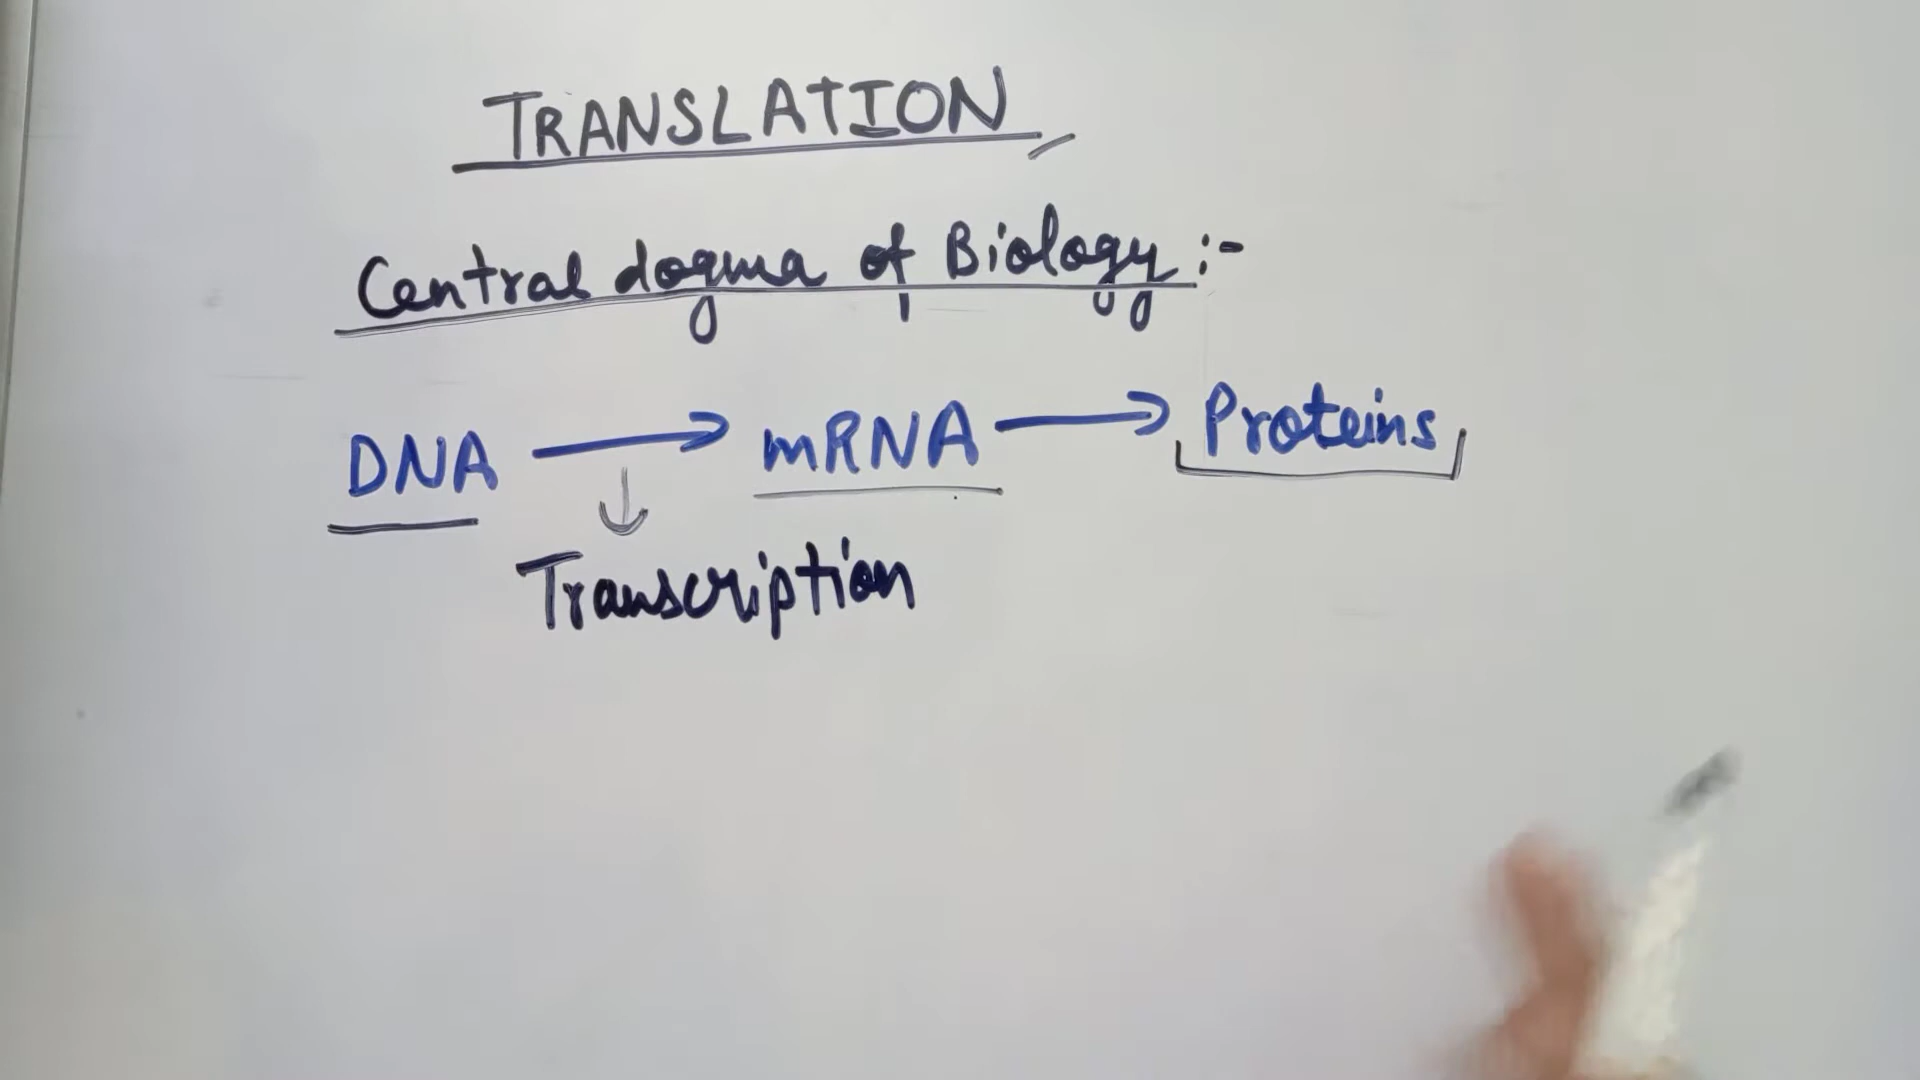 TRANSLATION
Central dogma of Biology :-
DNA → mRNA → Proteins
↓
Transcription